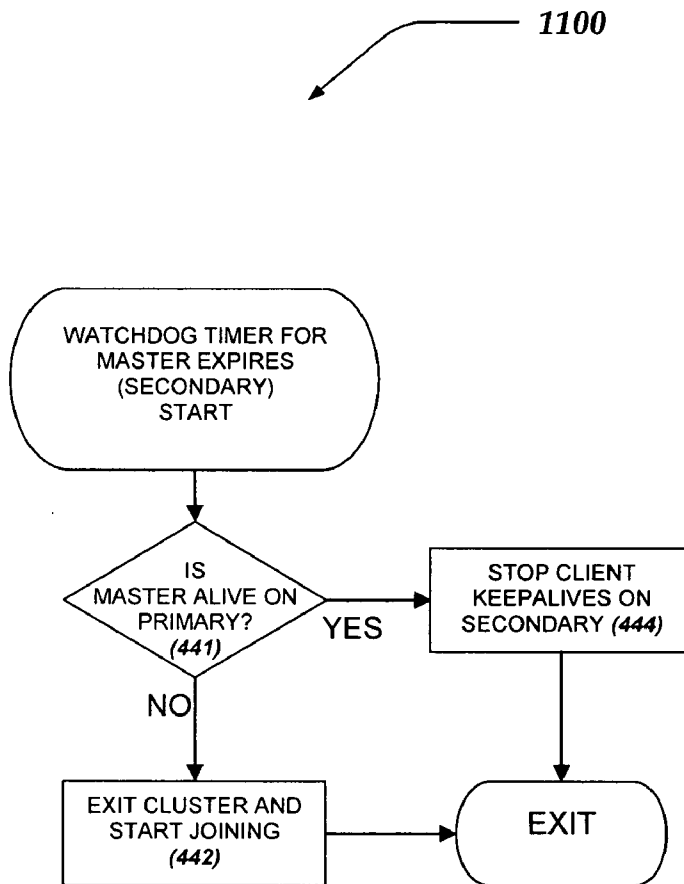 1100
WATCHDOG TIMER FOR
MASTER EXPIRES
(SECONDARY)
START
IS
MASTER ALIVE ON
PRIMARY?
(441)
YES
STOP CLIENT
KEEPALIVES ON
SECONDARY (444)
NO
EXIT CLUSTER AND
START JOINING
(442)
EXIT